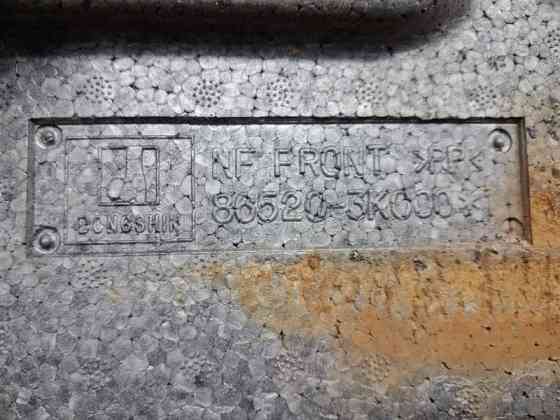 NF FRONT >PP<
86520-3K000
DONGSHIN